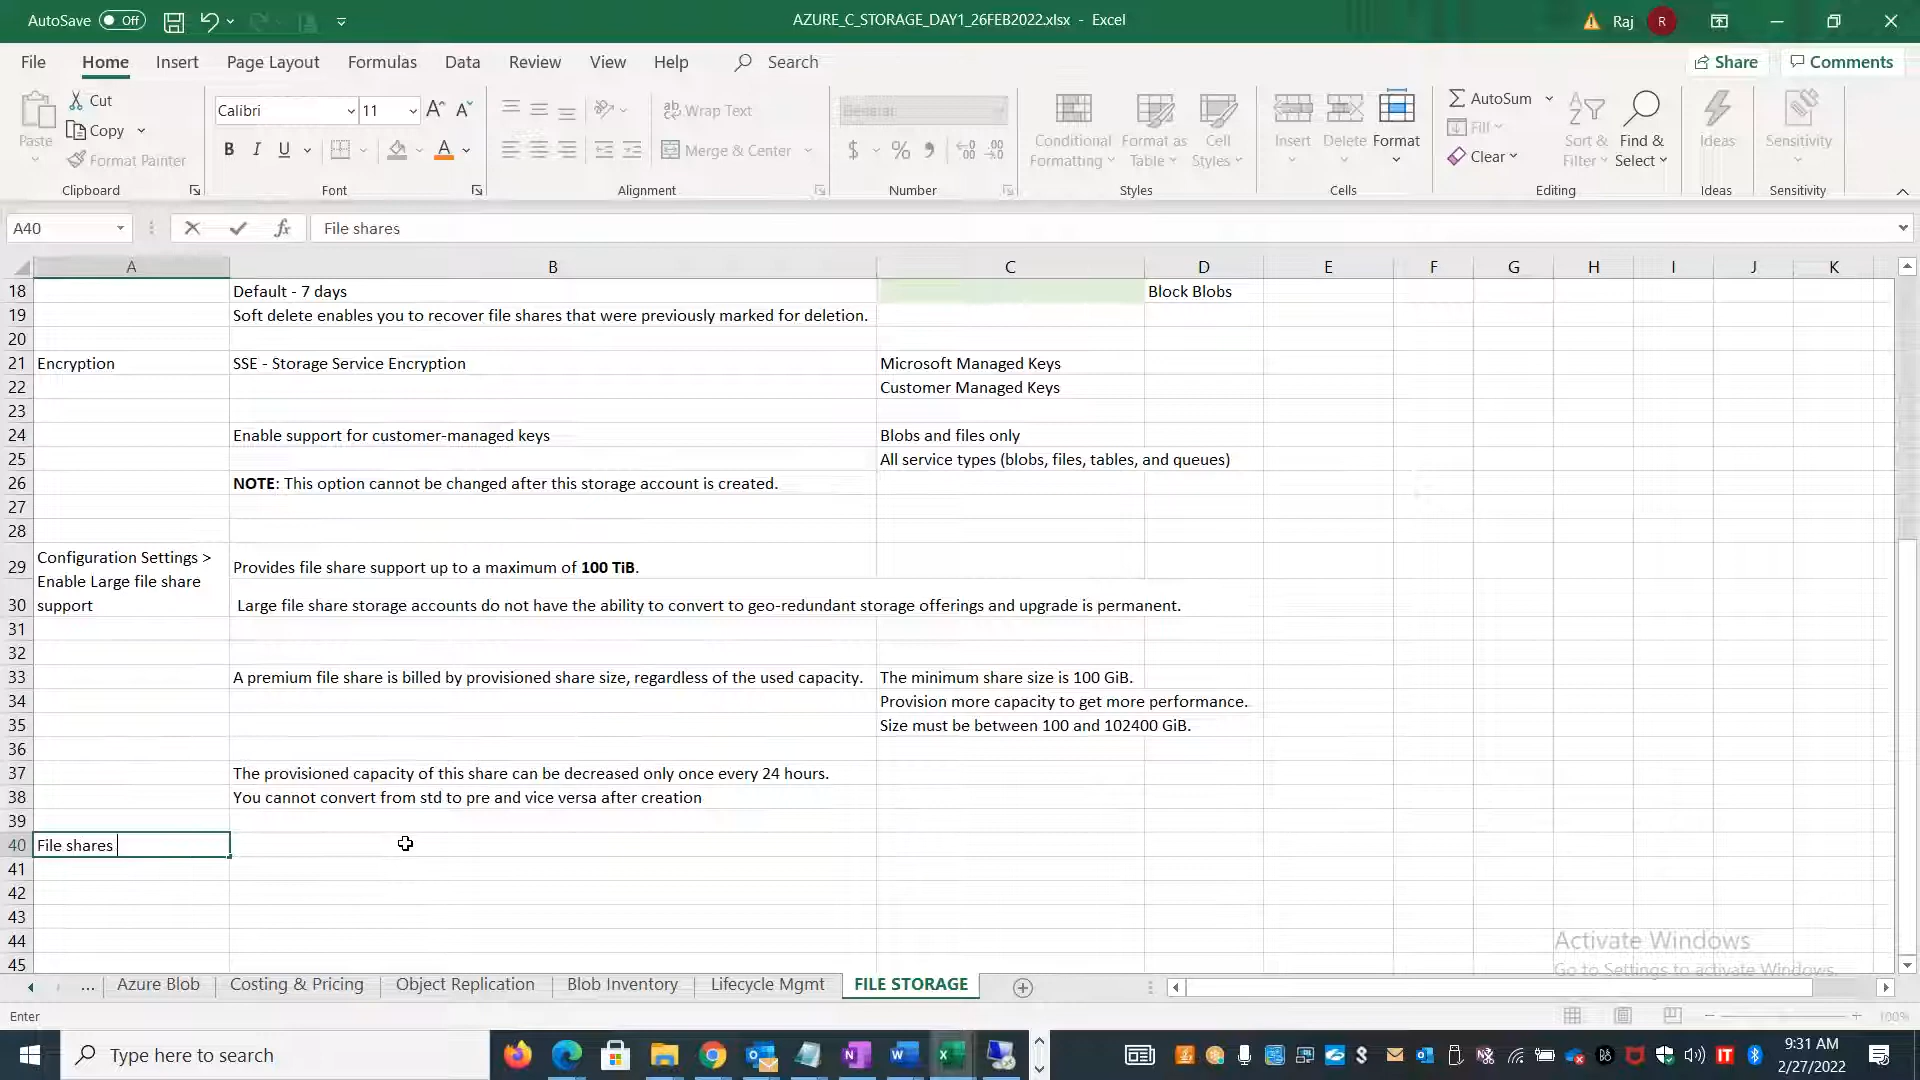 AutoSave Off
AZURE_C_STORAGE_DAY1_26FEB2022.xlsx - Excel
Raj R
File Home Insert Page Layout Formulas Data Review View Help Search
Share Comments
Paste
Cut
Copy
Format Painter
Clipboard
Calibri 11
B I U
Font
ab Wrap Text
Merge & Center
Alignment
General
$ % 9
Number
Conditional Formatting
Format as Table
Cell Styles
Styles
Insert Delete Format
Cells
AutoSum
Fill
Clear
Sort & Filter
Find & Select
Editing
Ideas
Ideas
Sensitivity
Sensitivity
A40 fx File shares
A B C D E F G H I J K
18 Default - 7 days Block Blobs
19 Soft delete enables you to recover file shares that were previously marked for deletion.
20
21 Encryption SSE - Storage Service Encryption Microsoft Managed Keys
22 Customer Managed Keys
23
24 Enable support for customer-managed keys Blobs and files only
25 All service types (blobs, files, tables, and queues)
26 NOTE: This option cannot be changed after this storage account is created.
27
28
Configuration Settings >
29 Enable Large file share Provides file share support up to a maximum of 100 TiB.
30 support Large file share storage accounts do not have the ability to convert to geo-redundant storage offerings and upgrade is permanent.
31
32
33 A premium file share is billed by provisioned share size, regardless of the used capacity. The minimum share size is 100 GiB.
34 Provision more capacity to get more performance.
35 Size must be between 100 and 102400 GiB.
36
37 The provisioned capacity of this share can be decreased only once every 24 hours.
38 You cannot convert from std to pre and vice versa after creation
39
40 File shares
41
42
43
44
45
Activate Windows
Go to Settings to activate Windows.
... Azure Blob Costing & Pricing Object Replication Blob Inventory Lifecycle Mgmt FILE STORAGE
Enter
100%
Type here to search
9:31 AM
2/27/2022